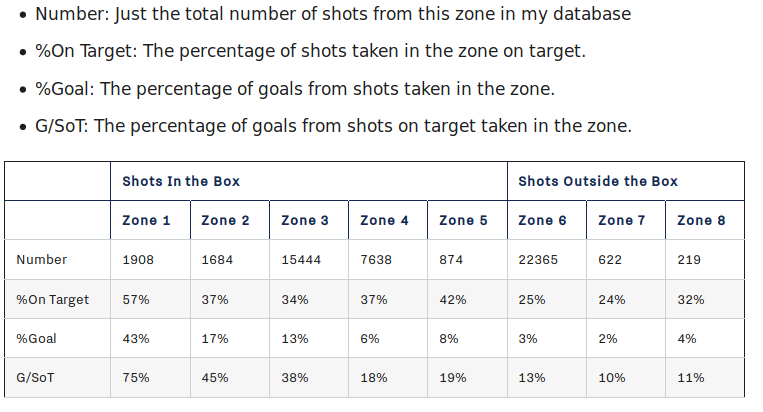 • Number: Just the total number of shots from this zone in my database
• %On Target: The percentage of shots taken in the zone on target.
• %Goal: The percentage of goals from shots taken in the zone.
• G/SoT: The percentage of goals from shots on target taken in the zone.
Shots In the Box Shots Outside the Box
Zone 1 Zone 2 Zone 3 Zone 4 Zone 5 Zone 6 Zone 7 Zone 8
Number 1908 1684 15444 7638 874 22365 622 219
%On Target 57% 37% 34% 37% 42% 25% 24% 32%
%Goal 43% 17% 13% 6% 8% 3% 2% 4%
G/SoT 75% 45% 38% 18% 19% 13% 10% 11%